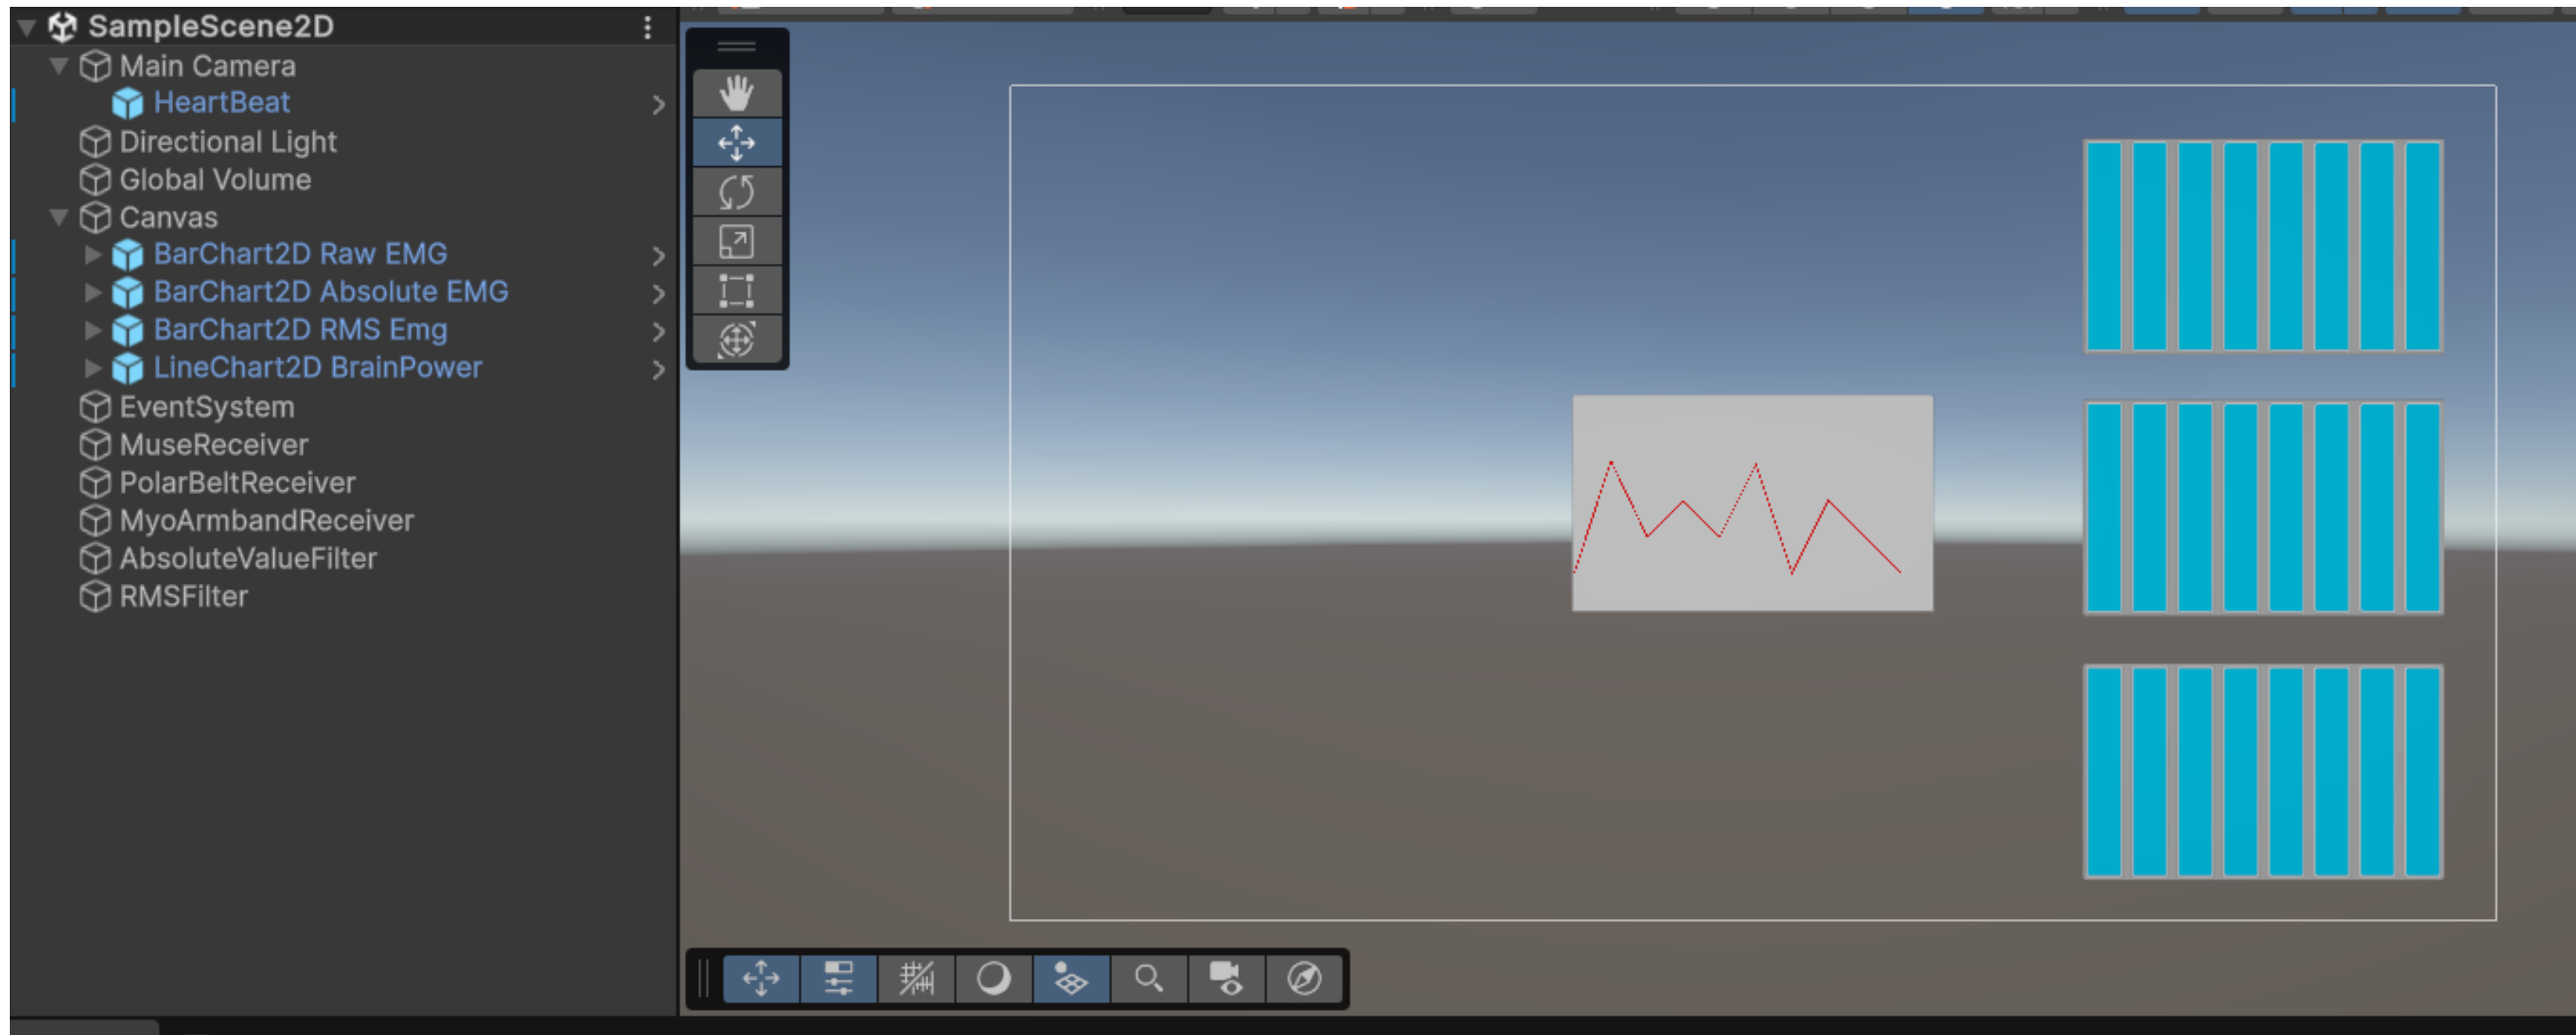 SampleScene2D
Main Camera
HeartBeat
Directional Light
Global Volume
Canvas
BarChart2D Raw EMG
BarChart2D Absolute EMG
BarChart2D RMS Emg
LineChart2D BrainPower
EventSystem
MuseReceiver
PolarBeltReceiver
MyoArmbandReceiver
AbsoluteValueFilter
RMSFilter